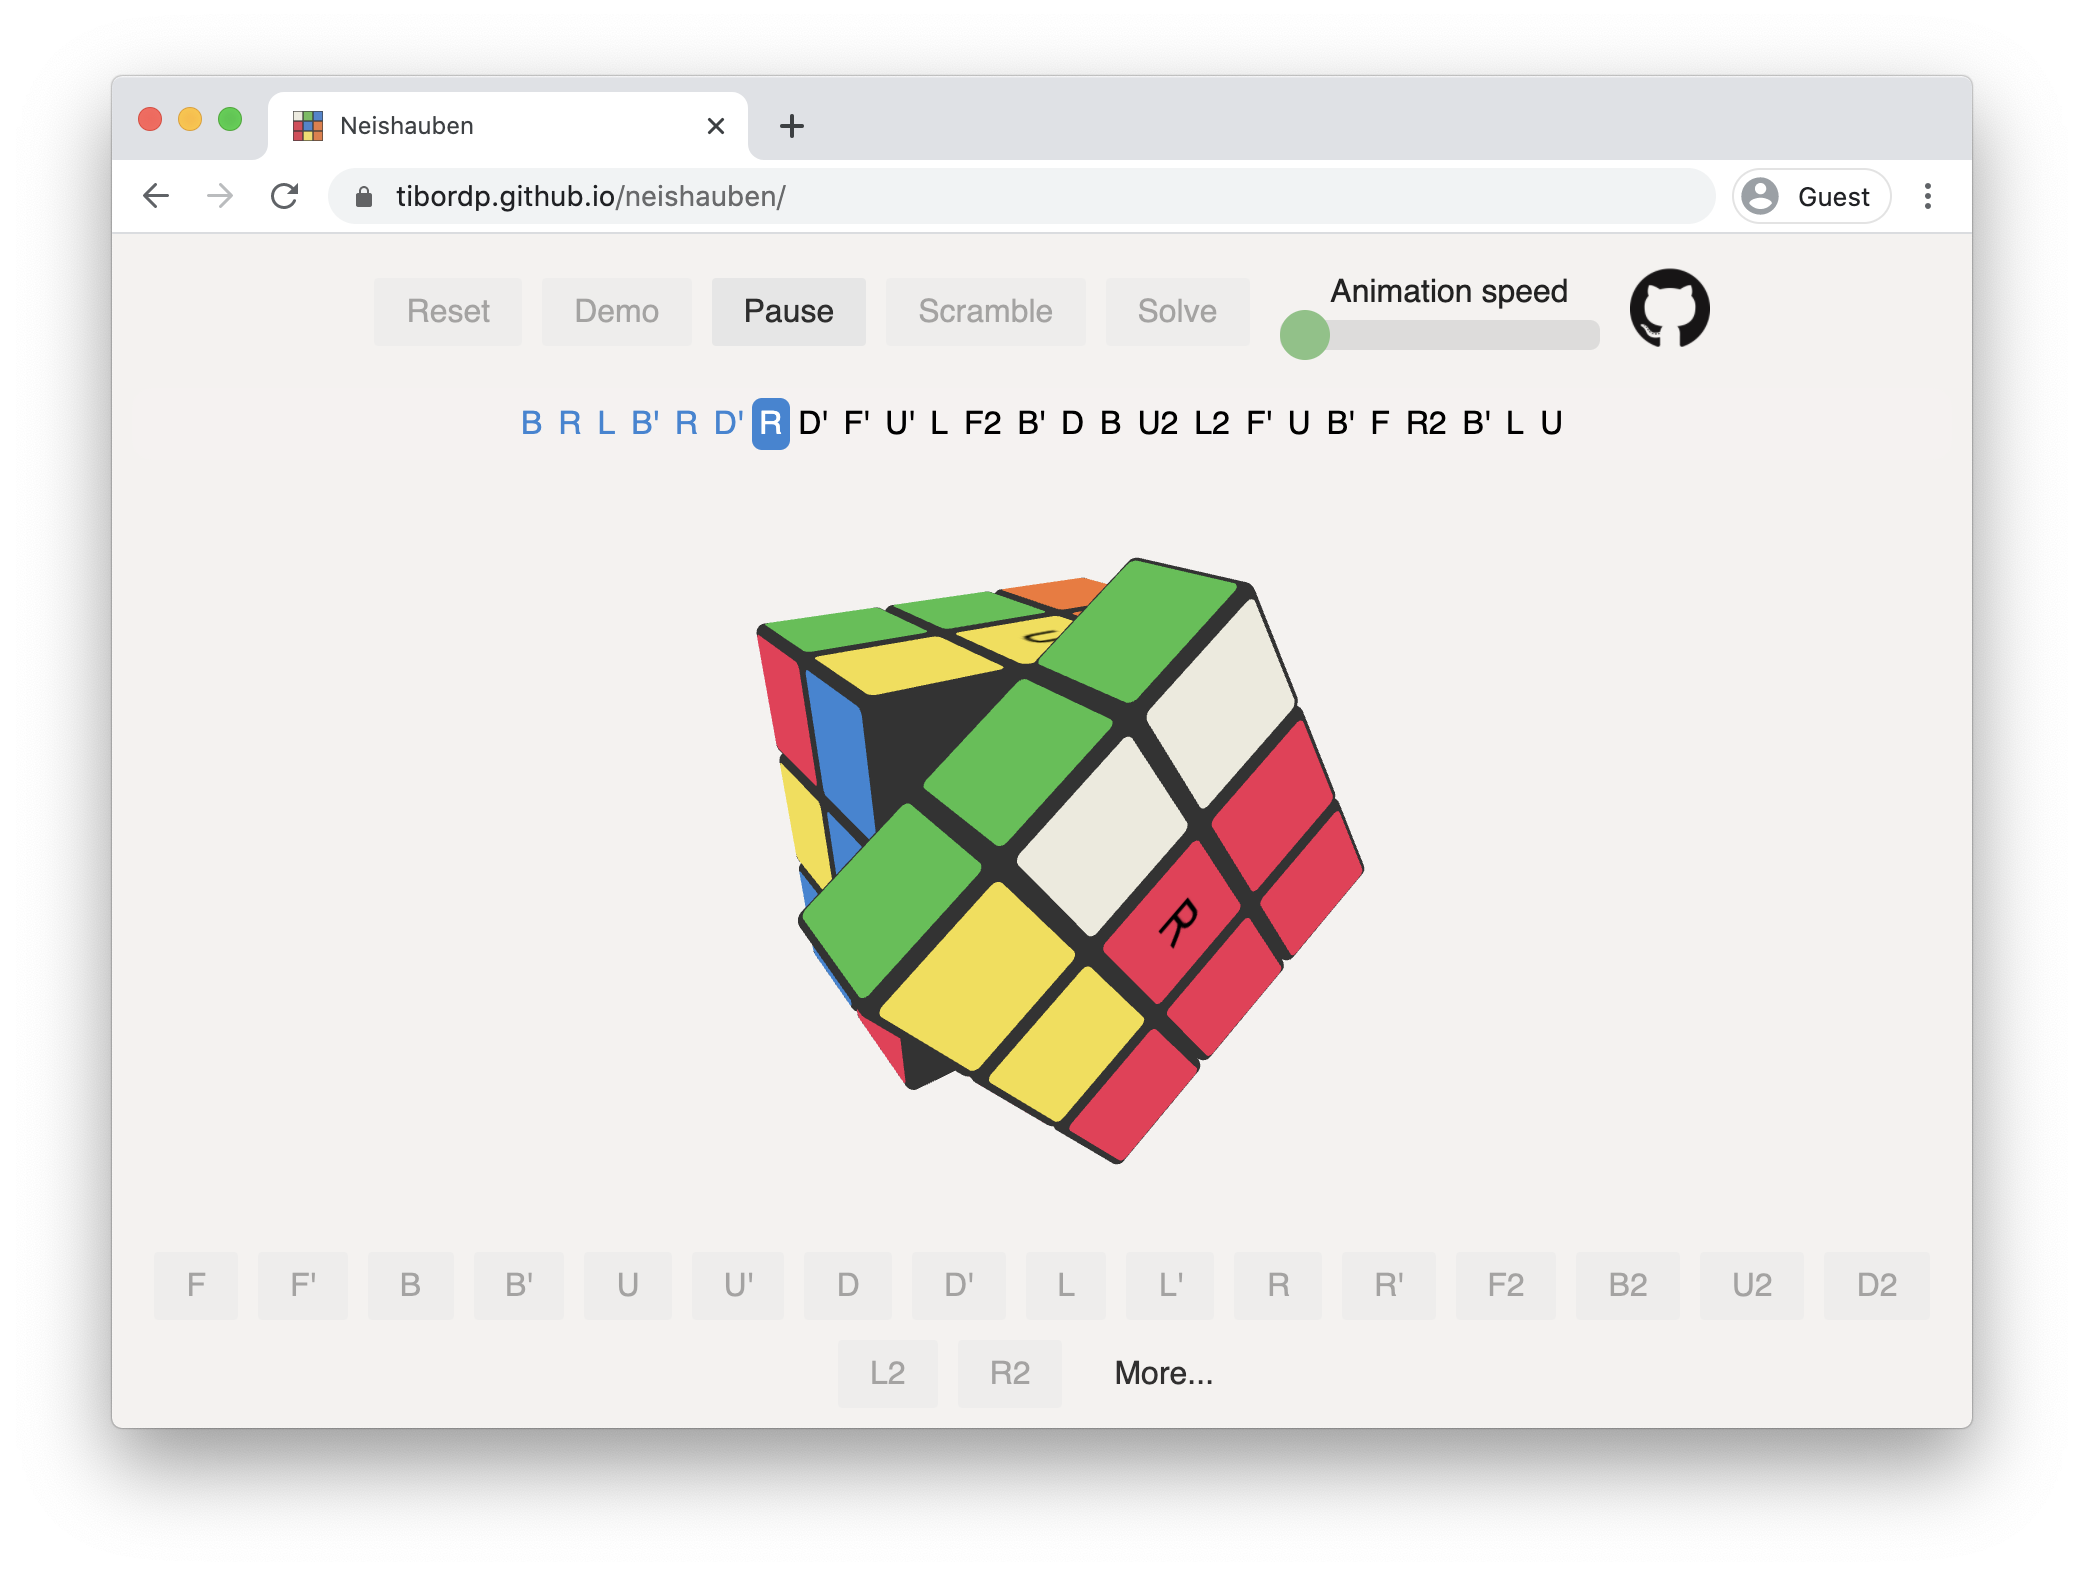 Neishauben
tibordp.github.io/neishauben/
Guest
Reset Demo Pause Scramble Solve
Animation speed
B R L B' R D' R D' F' U' L F2 B' D B U2 L2 F' U B' F R2 B' L U
U
R
F F' B B' U U' D D' L L' R R' F2 B2 U2 D2
L2 R2 More...